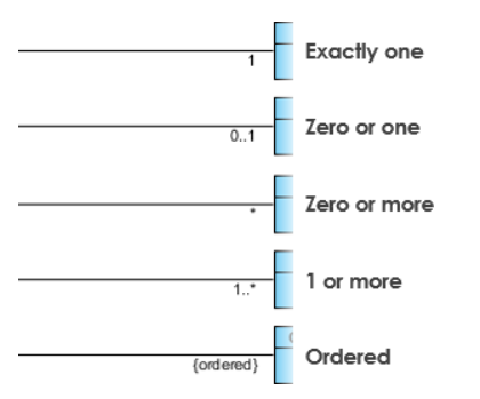 1 Exactly one
0..1 Zero or one
* Zero or more
1..* 1 or more
{ordered} Ordered